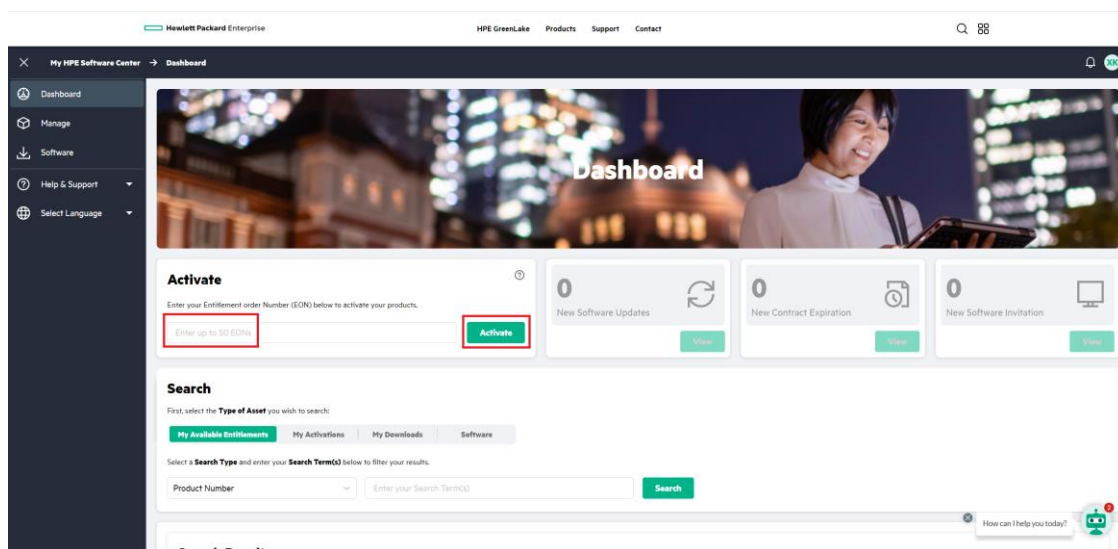 Hewlett Packard Enterprise
HPE GreenLake Products Support Contact
My HPE Software Center → Dashboard
XK
Dashboard
Manage
Software
Help & Support
Select Language
Dashboard
Activate
Enter your Entitlement order Number (EON) below to activate your products.
Enter up to 50 EONs
Activate
0
New Software Updates
View
0
New Contract Expiration
View
0
New Software Invitation
View
Search
First, select the Type of Asset you wish to search:
My Available Entitlements My Activations My Downloads Software
Select a Search Type and enter your Search Term(s) below to filter your results.
Product Number
Enter your Search Term(s)
Search
How can I help you today?
2